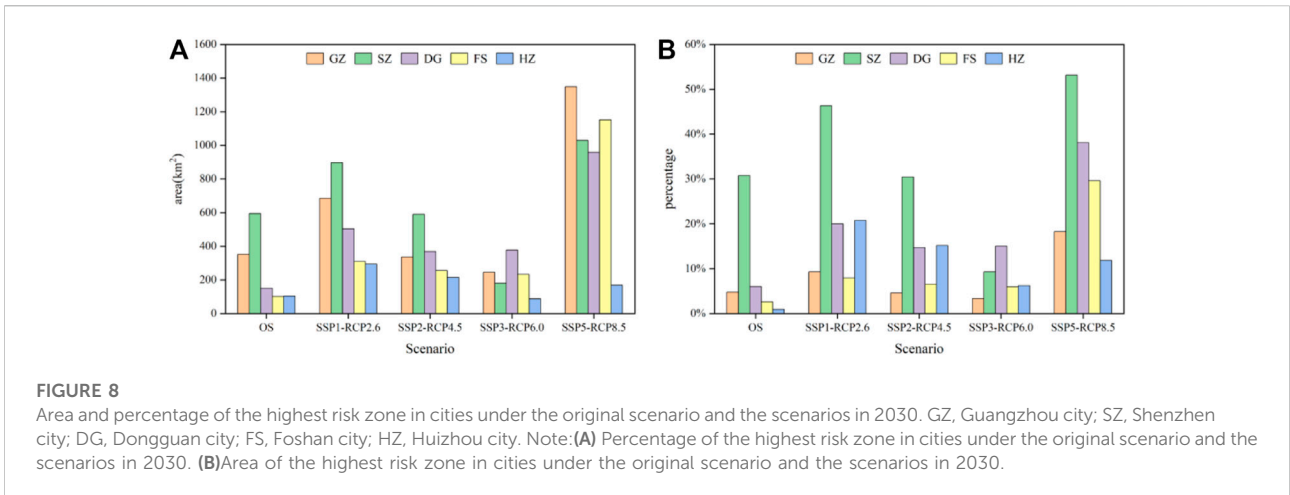 A
1600
1400
1200
1000
800
600
400
200
0
area(km²)
GZ SZ DG FS HZ
OS SSP1-RCP2.6 SSP2-RCP4.5 SSP3-RCP6.0 SSP5-RCP8.5
Scenario
B
60%
50%
40%
30%
20%
10%
0%
percentage
GZ SZ DG FS HZ
OS SSP1-RCP2.6 SSP2-RCP4.5 SSP3-RCP6.0 SSP5-RCP8.5
Scenario
FIGURE 8
Area and percentage of the highest risk zone in cities under the original scenario and the scenarios in 2030. GZ, Guangzhou city; SZ, Shenzhen
city; DG, Dongguan city; FS, Foshan city; HZ, Huizhou city. Note:(A) Percentage of the highest risk zone in cities under the original scenario and the
scenarios in 2030. (B)Area of the highest risk zone in cities under the original scenario and the scenarios in 2030.